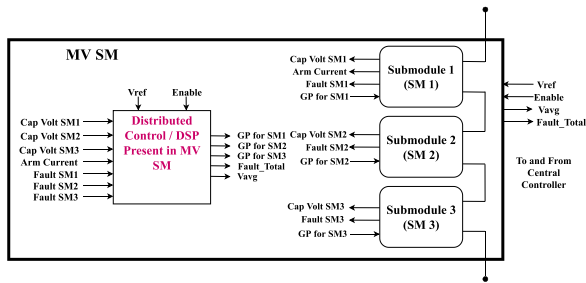 MV SM
Vref
Enable
Cap Volt SM1
Cap Volt SM2
Cap Volt SM3
Arm Current
Fault SM1
Fault SM2
Fault SM3
Distributed
Control / DSP
Present in MV
SM
GP for SM1
GP for SM2
GP for SM3
Fault_Total
Vavg
Cap Volt SM1
Arm Current
Fault SM1
GP for SM1
Submodule 1
(SM 1)
Cap Volt SM2
Fault SM2
GP for SM2
Submodule 2
(SM 2)
Cap Volt SM3
Fault SM3
GP for SM3
Submodule 3
(SM 3)
Vref
Enable
Vavg
Fault_Total
To and From
Central
Controller